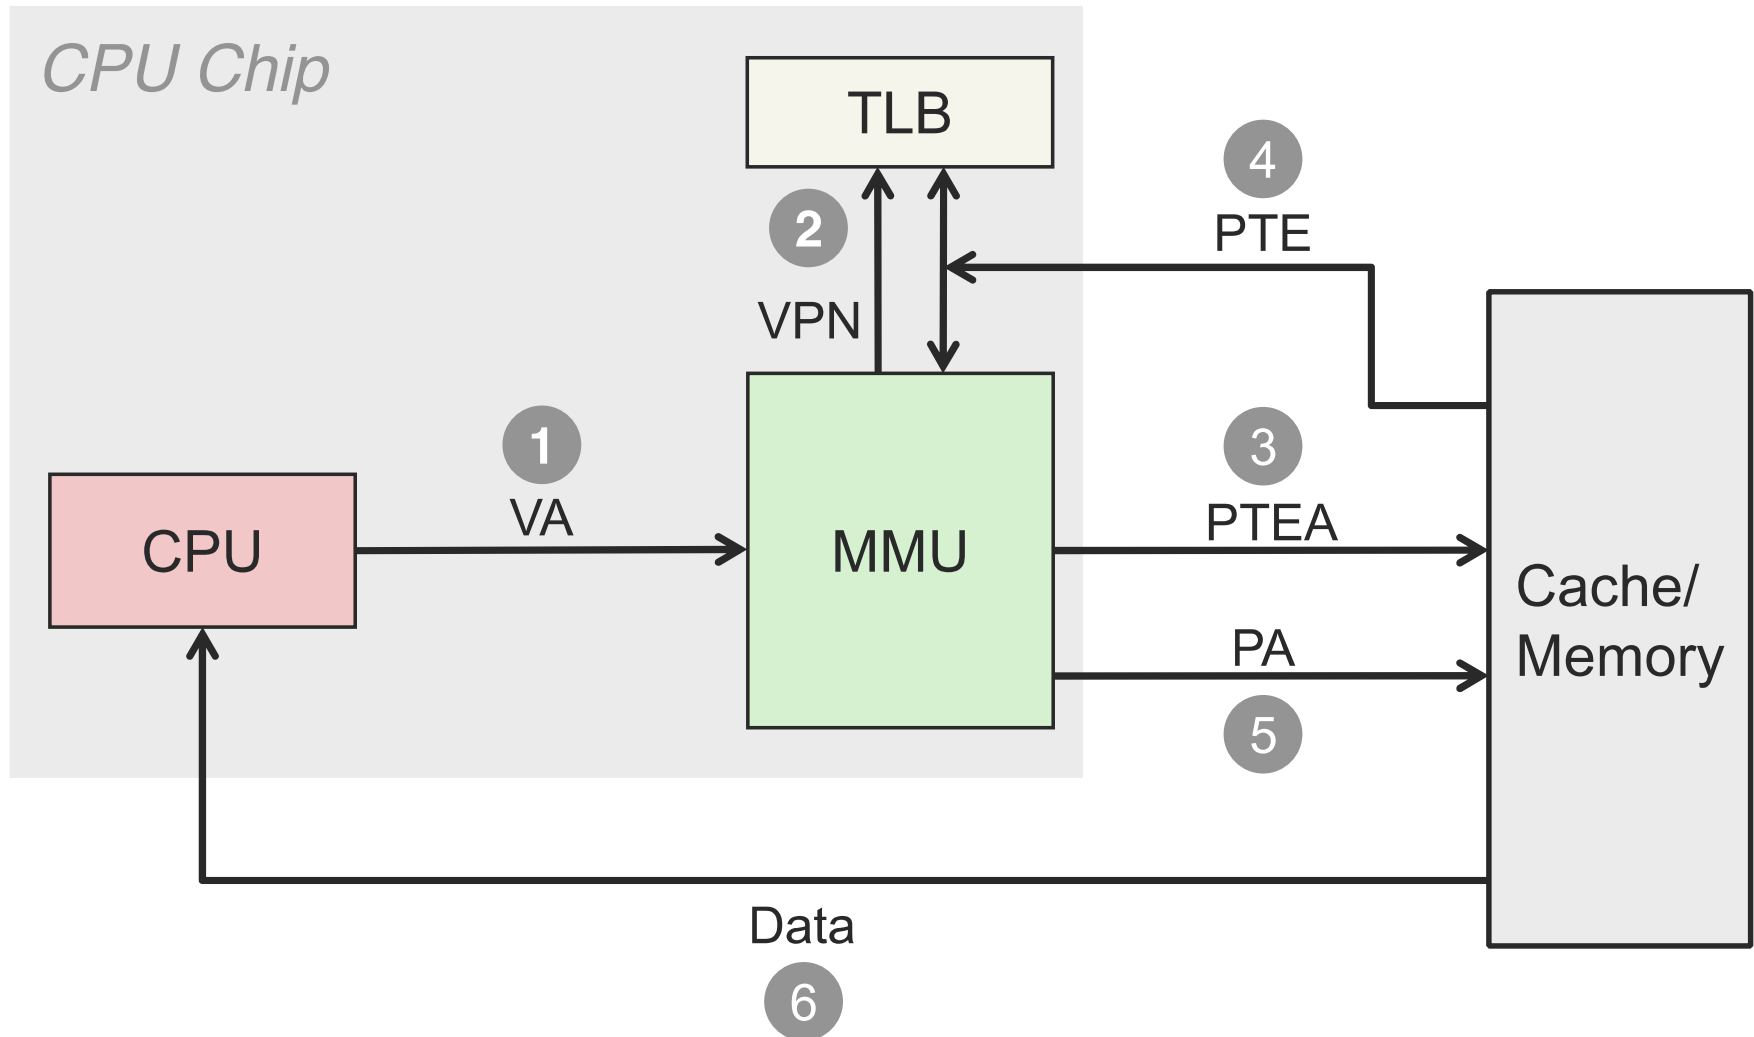 CPU Chip
TLB
4
PTE
2
VPN
1
VA
3
PTEA
CPU
MMU
Cache/
Memory
PA
5
Data
6